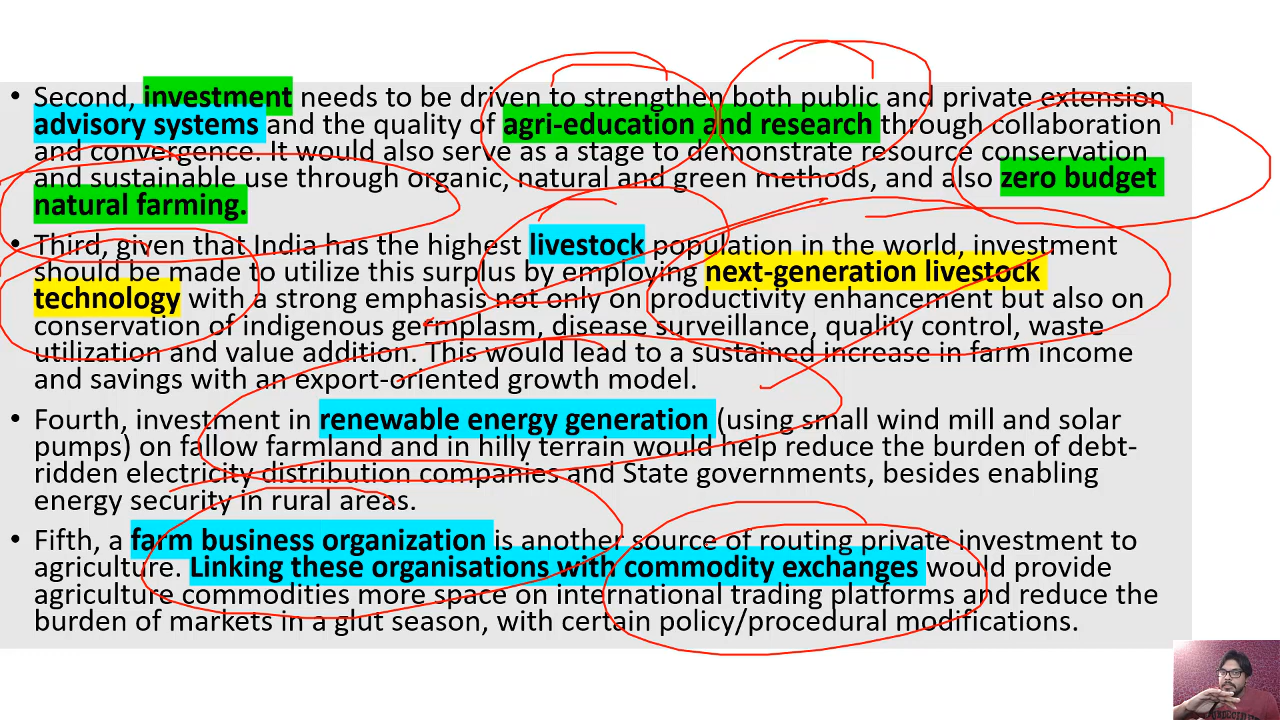 • Second, investment needs to be driven to strengthen both public and private extension
advisory systems and the quality of agri-education and research through collaboration
and convergence. It would also serve as a stage to demonstrate resource conservation
and sustainable use through organic, natural and green methods, and also zero budget
natural farming.
• Third, given that India has the highest livestock population in the world, investment
should be made to utilize this surplus by employing next-generation livestock
technology with a strong emphasis not only on productivity enhancement but also on
conservation of indigenous germplasm, disease surveillance, quality control, waste
utilization and value addition. This would lead to a sustained increase in farm income
and savings with an export-oriented growth model.
• Fourth, investment in renewable energy generation (using small wind mill and solar
pumps) on fallow farmland and in hilly terrain would help reduce the burden of debt-
ridden electricity distribution companies and State governments, besides enabling
energy security in rural areas.
• Fifth, a farm business organization is another source of routing private investment to
agriculture. Linking these organisations with commodity exchanges would provide
agriculture commodities more space on international trading platforms and reduce the
burden of markets in a glut season, with certain policy/procedural modifications.